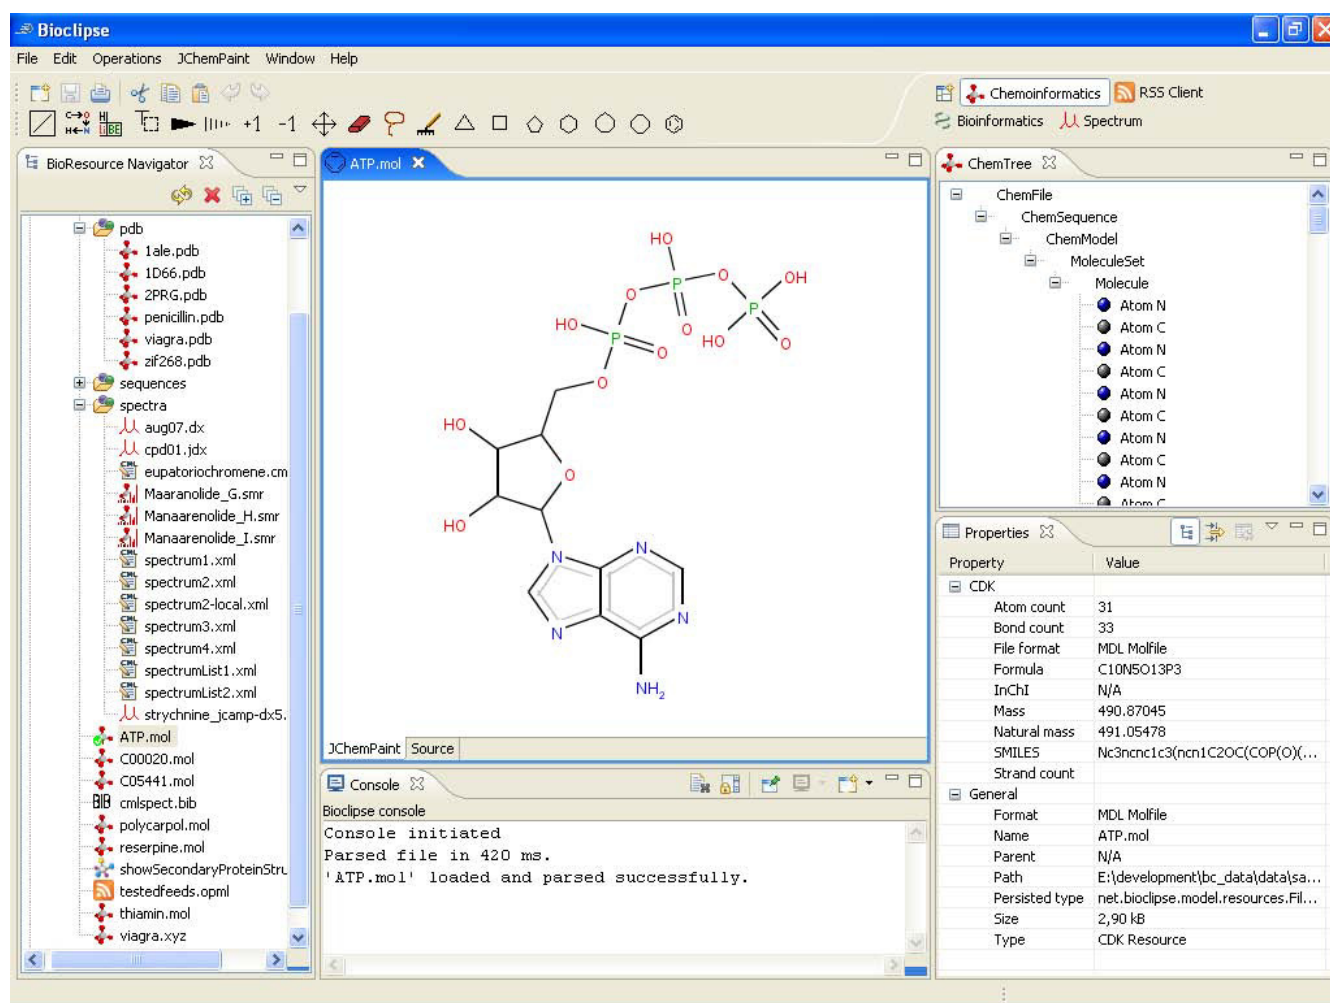 Bioclipse
File Edit Operations JChemPaint Window Help
+1 -1
Chemoinformatics RSS Client
Bioinformatics Spectrum
BioResource Navigator
pdb
1ale.pdb
1D66.pdb
2PRG.pdb
penicillin.pdb
viagra.pdb
zif268.pdb
sequences
spectra
aug07.dx
cpd01.jdx
eupatoriochromene.cm
Maaranolide_G.smr
Manaarenolide_H.smr
Manaarenolide_I.smr
spectrum1.xml
spectrum2.xml
spectrum2-local.xml
spectrum3.xml
spectrum4.xml
spectrumList1.xml
spectrumList2.xml
strychnine_jcamp-dx5.
ATP.mol
C00020.mol
C05441.mol
cmlspect.bib
polycarpol.mol
reserpine.mol
showSecondaryProteinStru
testedfeeds.opml
thiamin.mol
viagra.xyz
ATP.mol
HO
P O OH
O P
HO O HO O
P O
O
HO
O
HO
N N
N N
NH2
JChemPaint Source
Console
Bioclipse console
Console initiated
Parsed file in 420 ms.
'ATP.mol' loaded and parsed successfully.
ChemTree
ChemFile
ChemSequence
ChemModel
MoleculeSet
Molecule
Atom N
Atom C
Atom N
Atom C
Atom N
Atom C
Atom N
Atom C
Atom N
Atom C
Properties
Property Value
CDK
Atom count 31
Bond count 33
File format MDL Molfile
Formula C10N5O13P3
InChI N/A
Mass 490.87045
Natural mass 491.05478
SMILES Nc3ncnc1c3(ncn1C2OC(COP(O)(...
Strand count
General
Format MDL Molfile
Name ATP.mol
Parent N/A
Path E:\development\bc_data\data\sa...
Persisted type net.bioclipse.model.resources.Fil...
Size 2,90 kB
Type CDK Resource